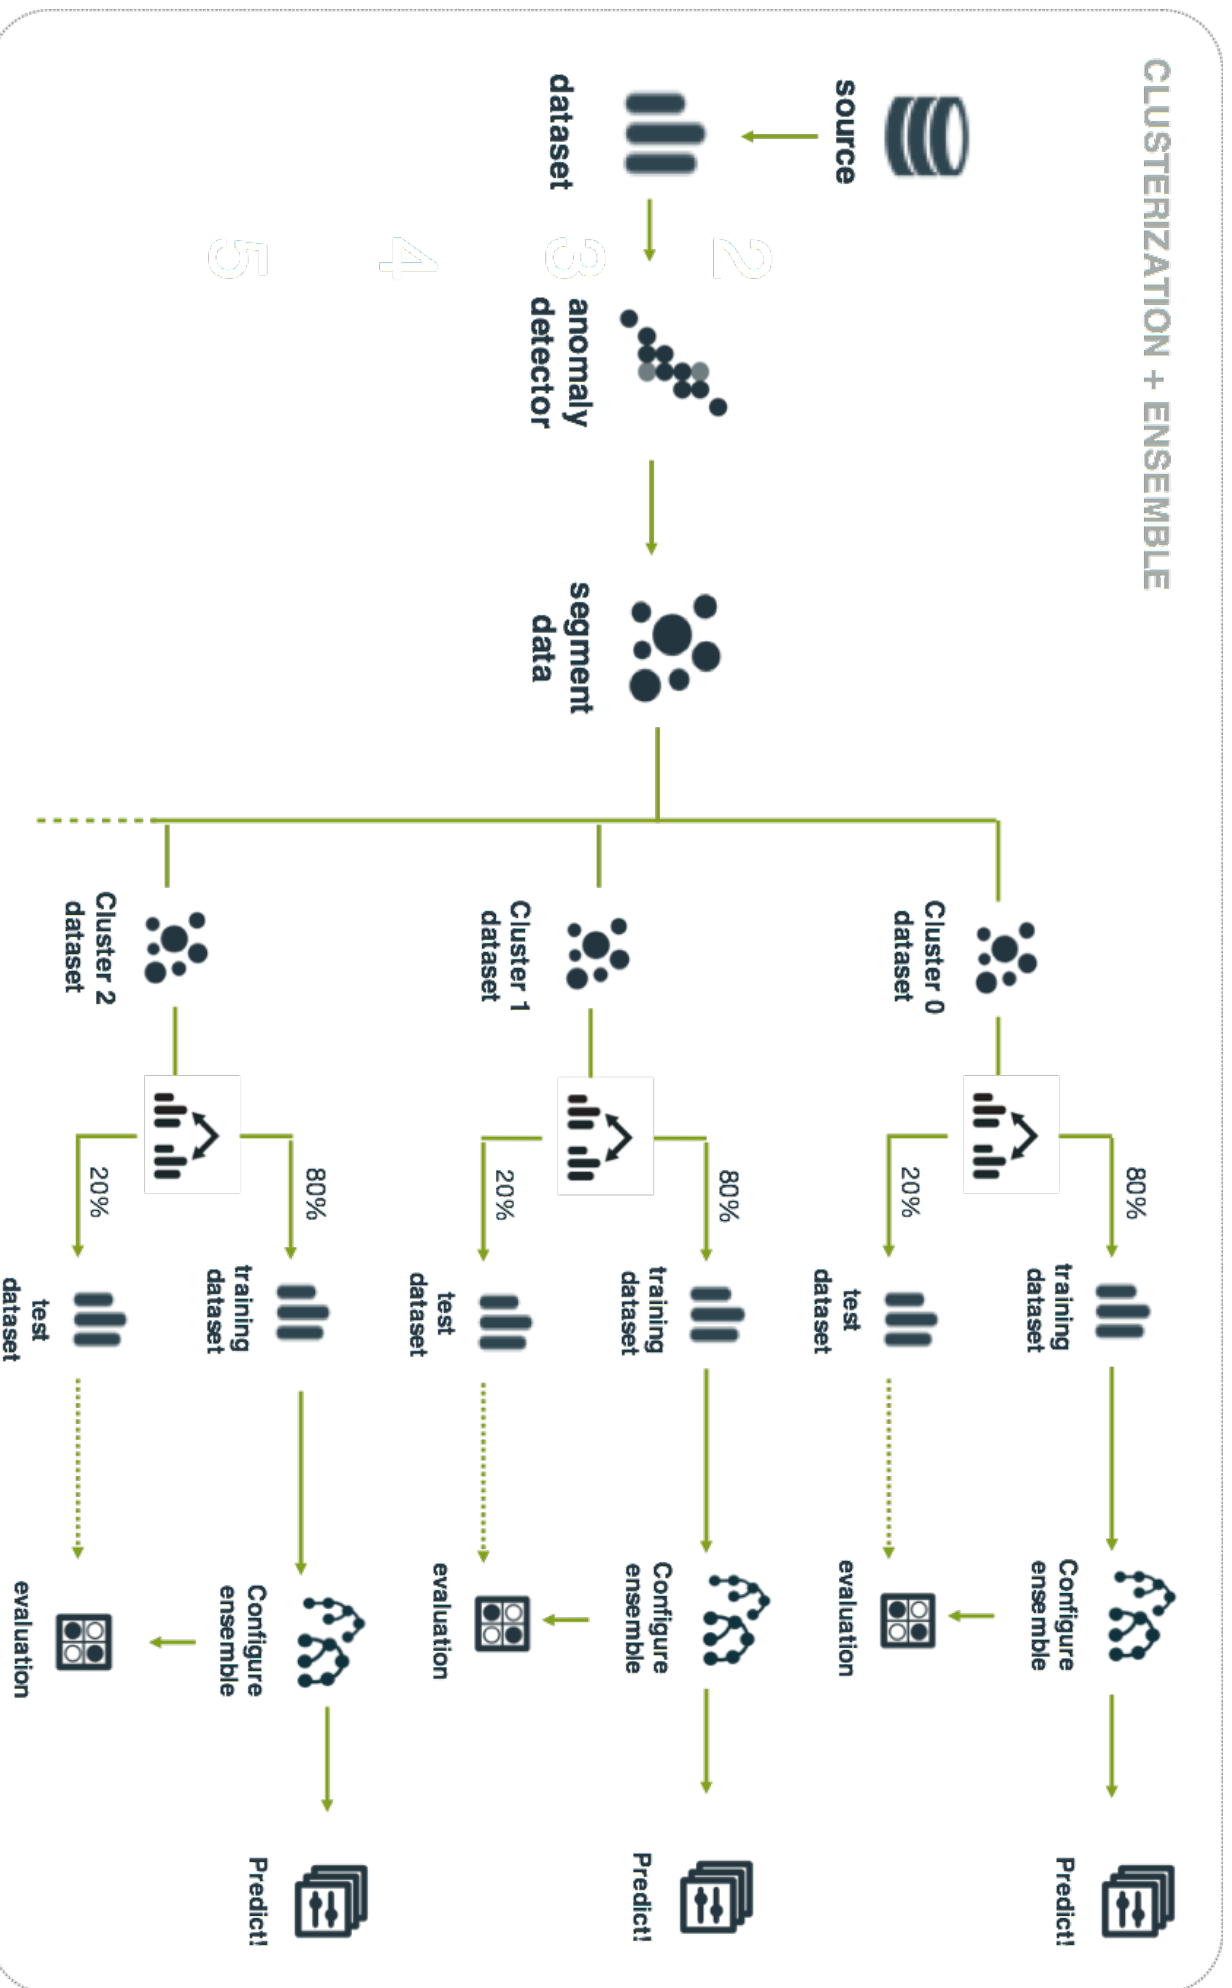 CLUSTERIZATION + ENSEMBLE
source
dataset
2
3
4
5
anomaly
detector
segment
data
Cluster 0
dataset
80%
training
dataset
Configure
ensemble
Predict!
20%
test
dataset
evaluation
Cluster 1
dataset
80%
training
dataset
Configure
ensemble
Predict!
20%
test
dataset
evaluation
Cluster 2
dataset
80%
training
dataset
Configure
ensemble
Predict!
20%
test
dataset
evaluation